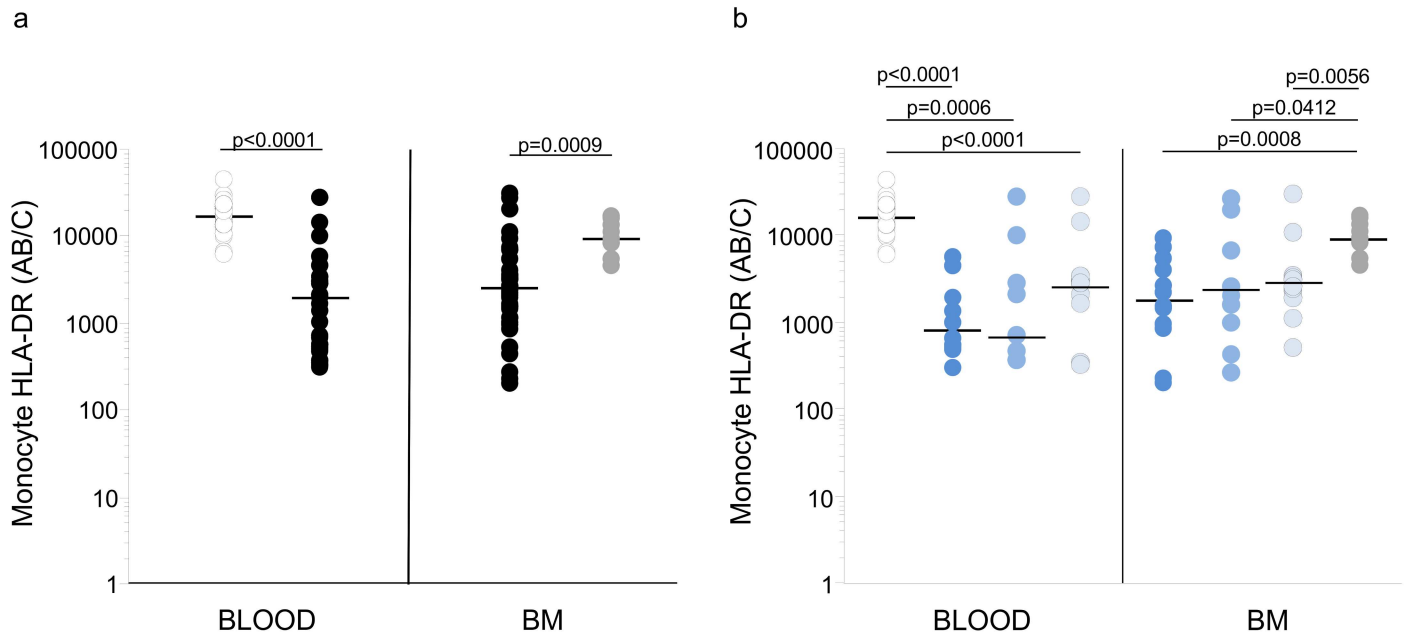 a
p<0.0001
p=0.0009
100000
10000
1000
100
10
1
Monocyte HLA-DR (AB/C)
BLOOD
BM
b
p<0.0001
p=0.0056
p=0.0006
p=0.0412
p<0.0001
p=0.0008
100000
10000
1000
100
10
1
Monocyte HLA-DR (AB/C)
BLOOD
BM